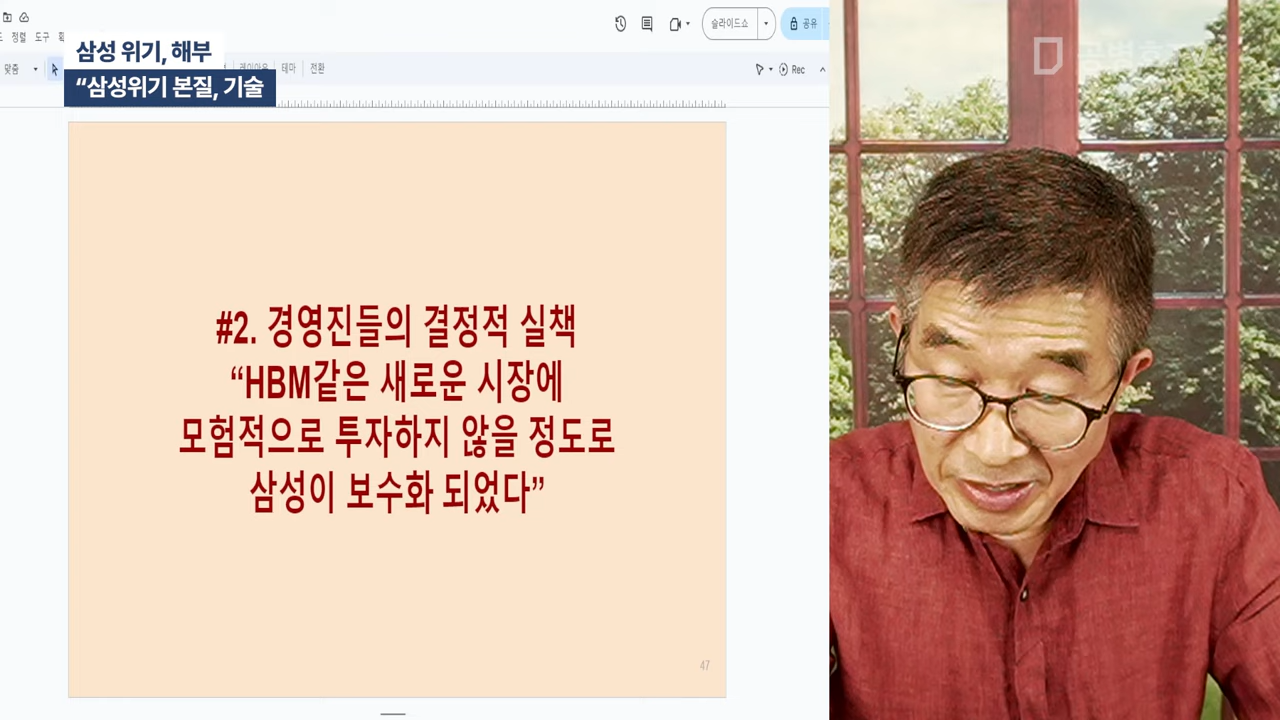 슬라이드쇼
공유
정렬 도구
삼성 위기, 해부
맞춤
“삼성위기 본질, 기술
테마
전환
Rec
#2. 경영진들의 결정적 실책
“HBM같은 새로운 시장에
모험적으로 투자하지 않을 정도로
삼성이 보수화 되었다”
47